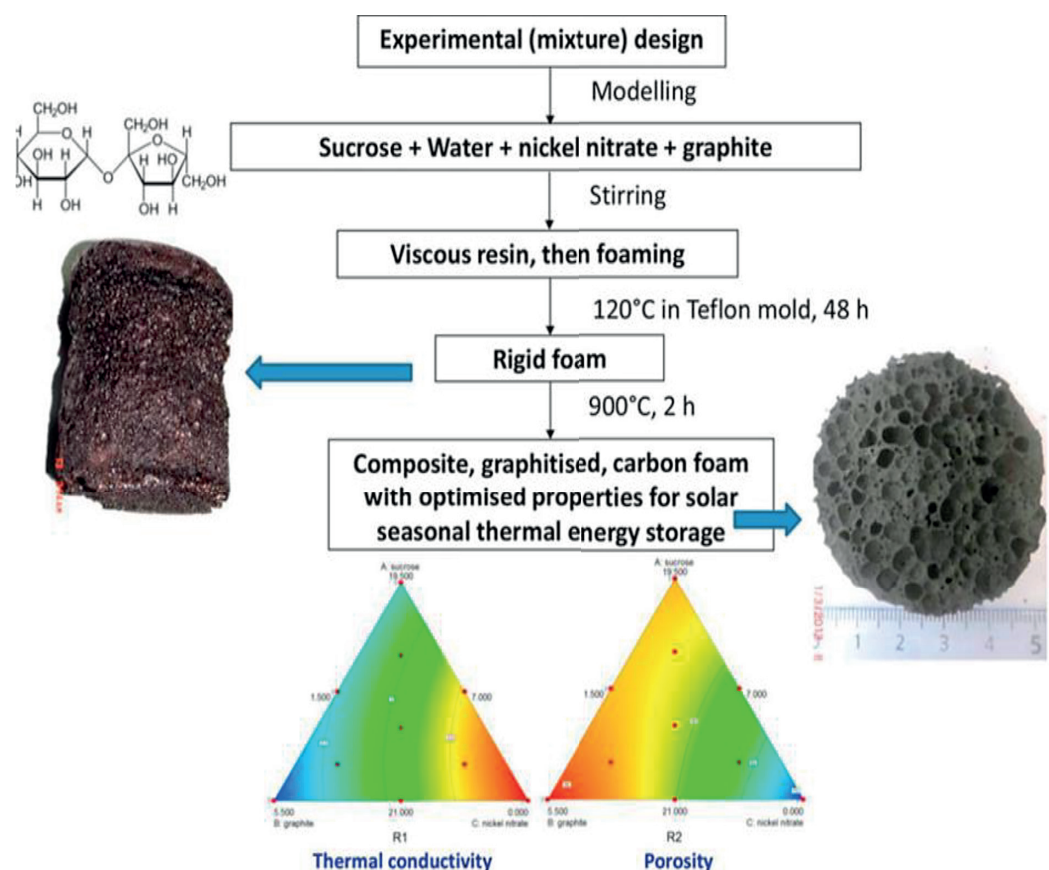 Experimental (mixture) design
Modelling
Sucrose + Water + nickel nitrate + graphite
Stirring
CH₂OH
H
O
H
CH₂OH
O
H
OH
H
H
HO
OH
O
CH₂OH
H
OH
OH
H
Viscous resin, then foaming
120°C in Teflon mold, 48 h
Rigid foam
900°C, 2 h
Composite, graphitised, carbon foam
with optimised properties for solar
seasonal thermal energy storage
1 2 3 4 5
A: sucrose
19.500
1.500
7.000
5.500
21.000
0.000
B: graphite
C: nickel nitrate
R1
Thermal conductivity
A: sucrose
19.500
1.500
7.000
5.500
21.000
0.000
B: graphite
C: nickel nitrate
R2
Porosity